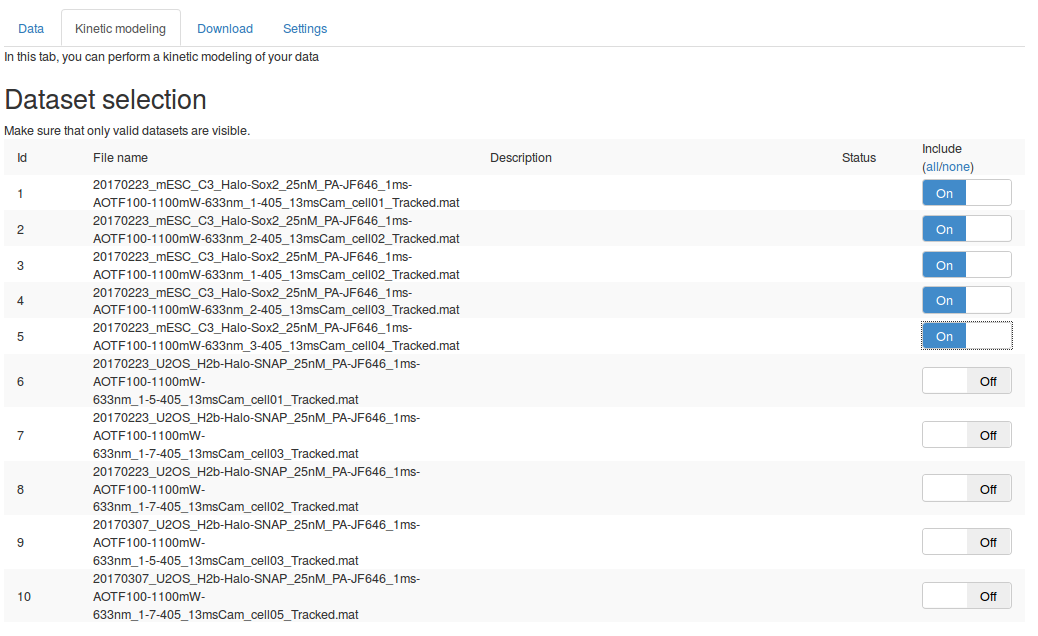 Data Kinetic modeling Download Settings
In this tab, you can perform a kinetic modeling of your data
Dataset selection
Make sure that only valid datasets are visible.
Id File name Description Status Include
(all/none)
1 20170223_mESC_C3_Halo-Sox2_25nM_PA-JF646_1ms-
AOTF100-1100mW-633nm_1-405_13msCam_cell01_Tracked.mat On
2 20170223_mESC_C3_Halo-Sox2_25nM_PA-JF646_1ms-
AOTF100-1100mW-633nm_2-405_13msCam_cell02_Tracked.mat On
3 20170223_mESC_C3_Halo-Sox2_25nM_PA-JF646_1ms-
AOTF100-1100mW-633nm_1-405_13msCam_cell02_Tracked.mat On
4 20170223_mESC_C3_Halo-Sox2_25nM_PA-JF646_1ms-
AOTF100-1100mW-633nm_2-405_13msCam_cell03_Tracked.mat On
5 20170223_mESC_C3_Halo-Sox2_25nM_PA-JF646_1ms-
AOTF100-1100mW-633nm_3-405_13msCam_cell04_Tracked.mat On
20170223_U2OS_H2b-Halo-SNAP_25nM_PA-JF646_1ms-
6 AOTF100-1100mW- Off
633nm_1-5-405_13msCam_cell01_Tracked.mat
20170223_U2OS_H2b-Halo-SNAP_25nM_PA-JF646_1ms-
7 AOTF100-1100mW- Off
633nm_1-7-405_13msCam_cell03_Tracked.mat
20170223_U2OS_H2b-Halo-SNAP_25nM_PA-JF646_1ms-
8 AOTF100-1100mW- Off
633nm_1-7-405_13msCam_cell02_Tracked.mat
20170307_U2OS_H2b-Halo-SNAP_25nM_PA-JF646_1ms-
9 AOTF100-1100mW- Off
633nm_1-5-405_13msCam_cell03_Tracked.mat
20170307_U2OS_H2b-Halo-SNAP_25nM_PA-JF646_1ms-
10 AOTF100-1100mW- Off
633nm_1-7-405_13msCam_cell05_Tracked.mat